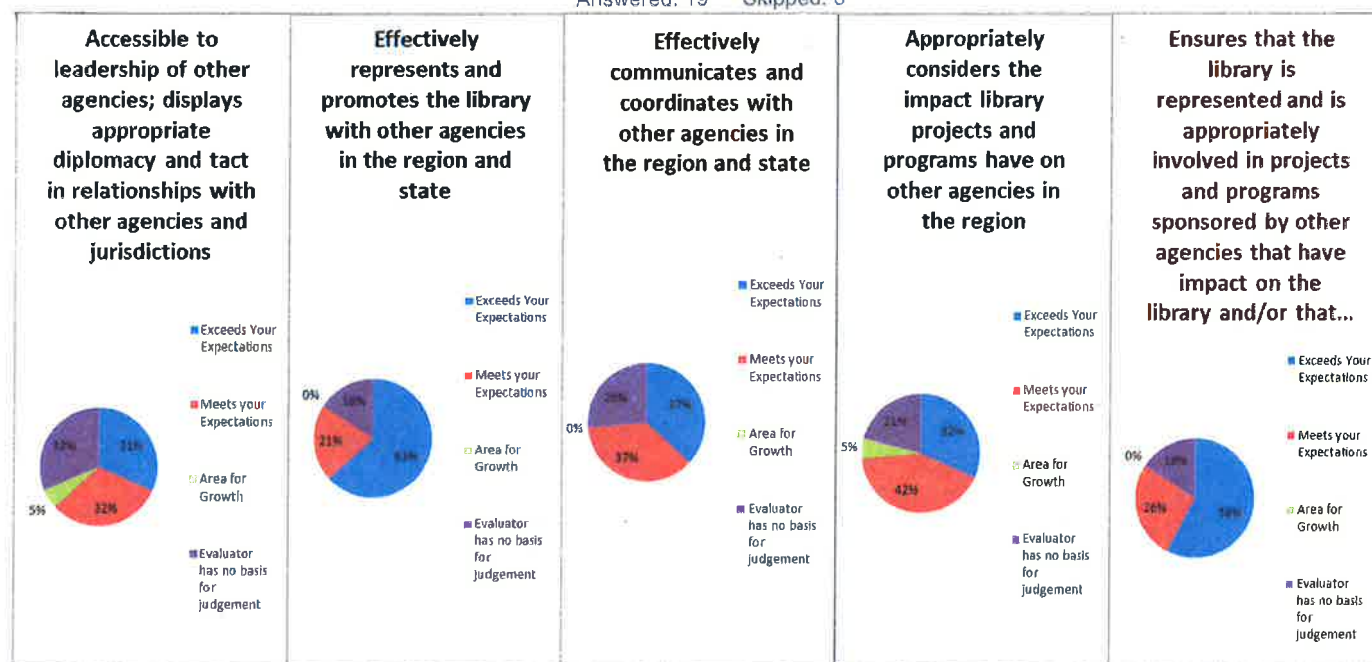 Answered: 19 Skipped: 6
Accessible to
leadership of other
agencies; displays
appropriate
diplomacy and tact
in relationships with
other agencies and
jurisdictions
Exceeds Your
Expectations
Meets your
Expectations
Area for
Growth
Evaluator
has no basis
for
judgement
31%
32%
5%
32%
Effectively
represents and
promotes the library
with other agencies
in the region and
state
Exceeds Your
Expectations
Meets your
Expectations
Area for
Growth
Evaluator
has no basis
for
judgement
63%
21%
0%
16%
Effectively
communicates and
coordinates with
other agencies in
the region and state
Exceeds Your
Expectations
Meets your
Expectations
Area for
Growth
Evaluator
has no basis
for
judgement
37%
37%
0%
26%
Appropriately
considers the
impact library
projects and
programs have on
other agencies in
the region
Exceeds Your
Expectations
Meets your
Expectations
Area for
Growth
Evaluator
has no basis
for
judgement
32%
42%
5%
21%
Ensures that the
library is
represented and is
appropriately
involved in projects
and programs
sponsored by other
agencies that have
impact on the
library and/or that...
Exceeds Your
Expectations
Meets your
Expectations
Area for
Growth
Evaluator
has no basis
for
judgement
58%
26%
0%
16%